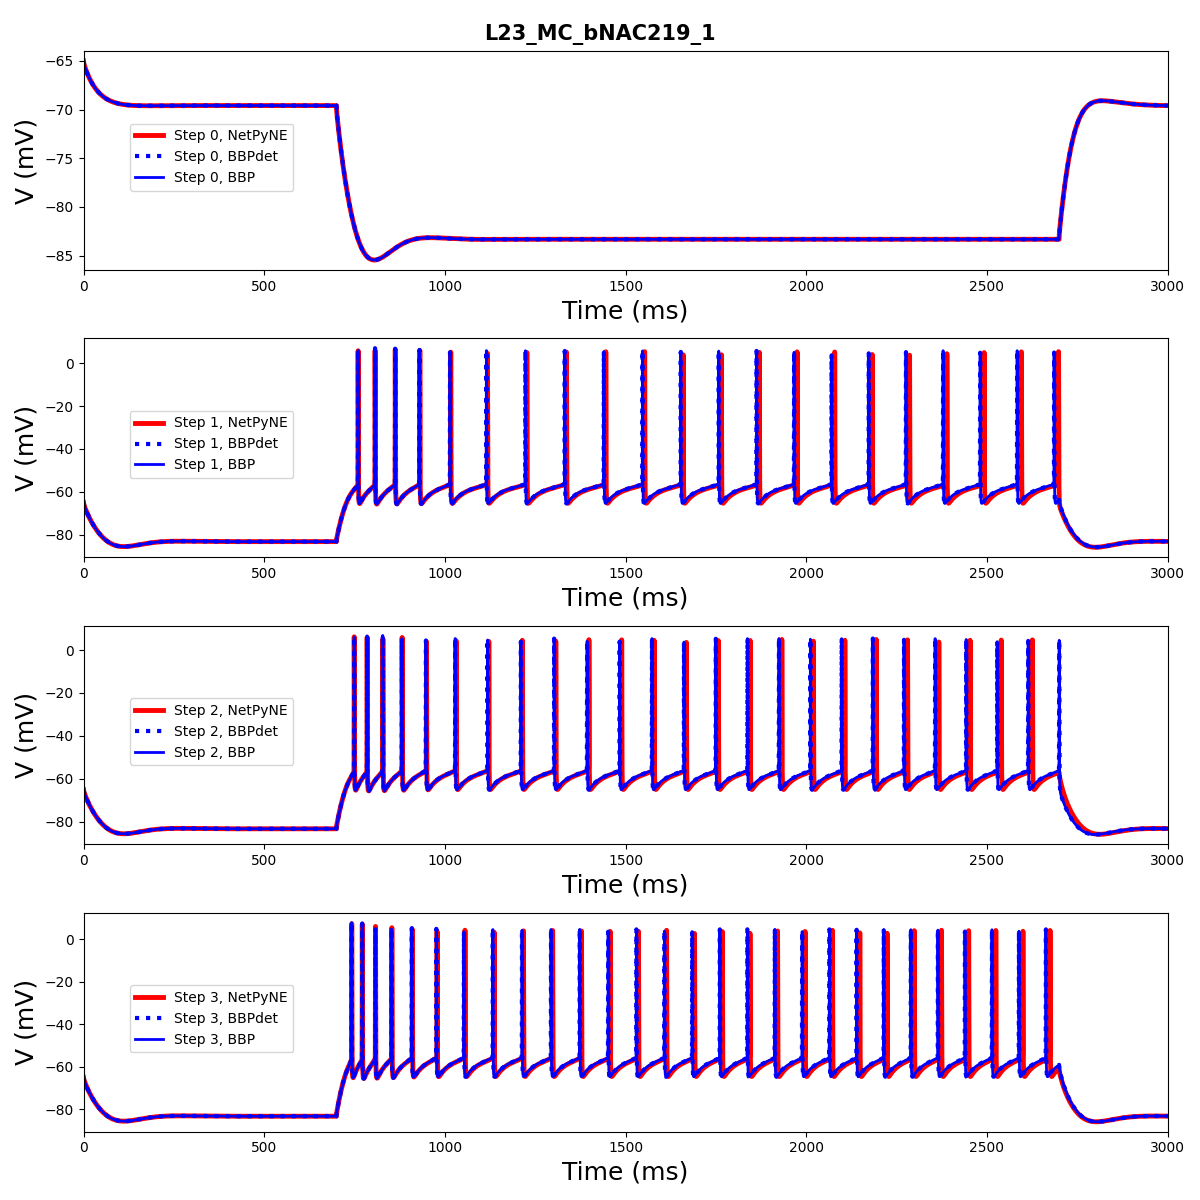 L23_MC_bNAC219_1
−65
−70
−75
−80
−85
V (mV)
Step 0, NetPyNE
Step 0, BBPdet
Step 0, BBP
0 500 1000 1500 2000 2500 3000
Time (ms)
0
−20
−40
−60
−80
V (mV)
Step 1, NetPyNE
Step 1, BBPdet
Step 1, BBP
0 500 1000 1500 2000 2500 3000
Time (ms)
0
−20
−40
−60
−80
V (mV)
Step 2, NetPyNE
Step 2, BBPdet
Step 2, BBP
0 500 1000 1500 2000 2500 3000
Time (ms)
0
−20
−40
−60
−80
V (mV)
Step 3, NetPyNE
Step 3, BBPdet
Step 3, BBP
0 500 1000 1500 2000 2500 3000
Time (ms)